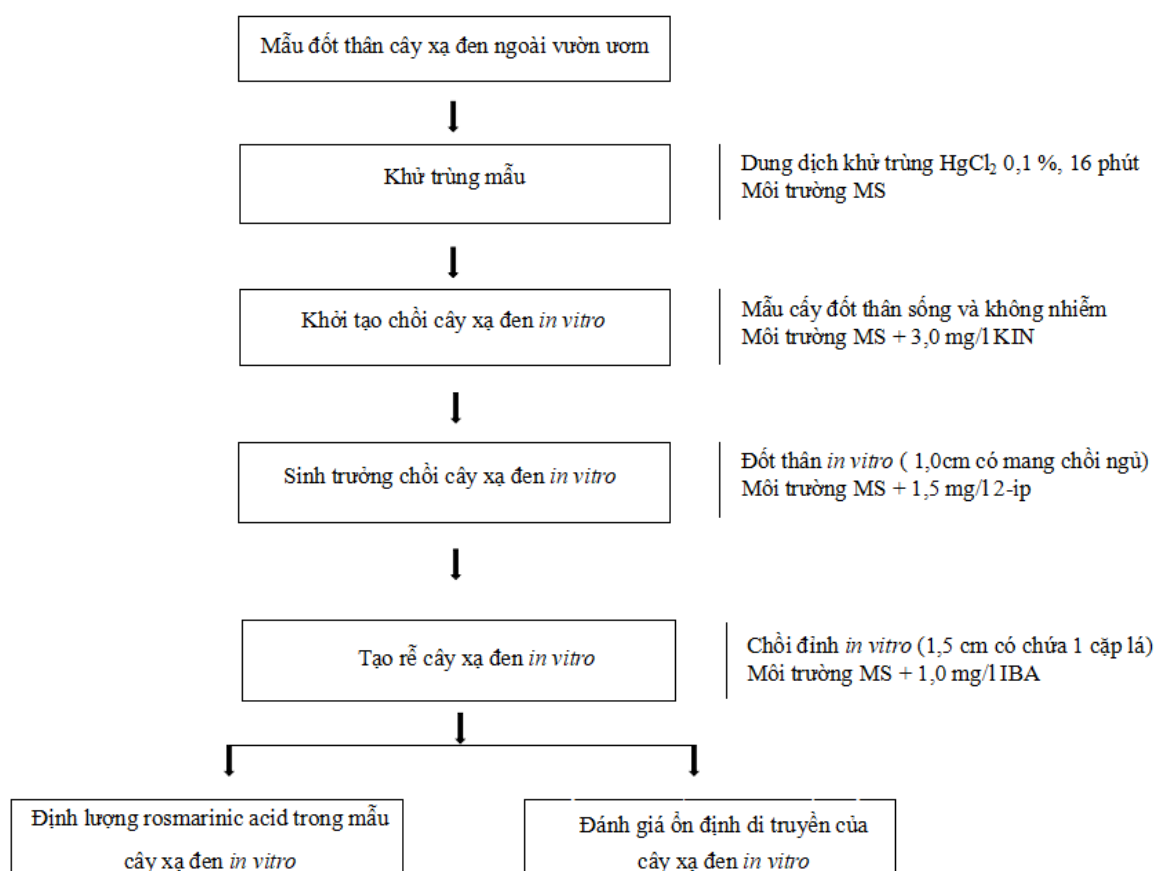 Mẫu đốt thân cây xạ đen ngoài vườn ươm
Khử trùng mẫu
Dung dịch khử trùng HgCl₂ 0,1 %, 16 phút
Môi trường MS
Khởi tạo chồi cây xạ đen in vitro
Mẫu cấy đốt thân sống và không nhiễm
Môi trường MS + 3,0 mg/l KIN
Sinh trưởng chồi cây xạ đen in vitro
Đốt thân in vitro ( 1,0cm có mang chồi ngủ)
Môi trường MS + 1,5 mg/l 2-ip
Tạo rễ cây xạ đen in vitro
Chồi đỉnh in vitro (1,5 cm có chứa 1 cặp lá)
Môi trường MS + 1,0 mg/l IBA
Định lượng rosmarinic acid trong mẫu
cây xạ đen in vitro
Đánh giá ổn định di truyền của
cây xạ đen in vitro